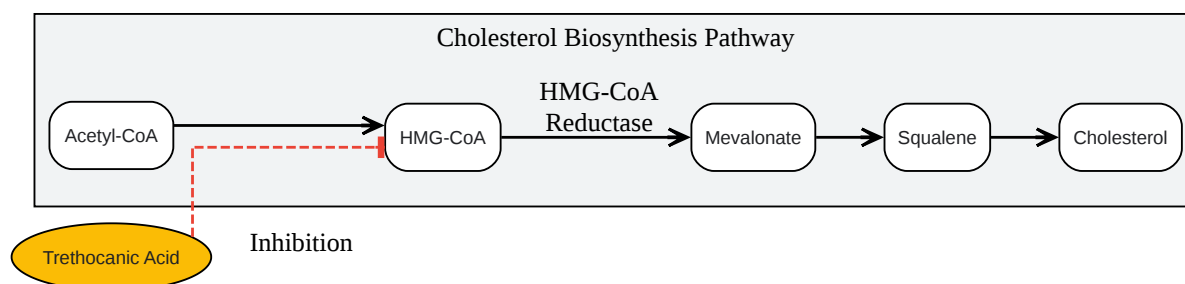 Cholesterol Biosynthesis Pathway
HMG-CoA
Reductase
Acetyl-CoA
HMG-CoA
Mevalonate
Squalene
Cholesterol
Trethocanic Acid
Inhibition